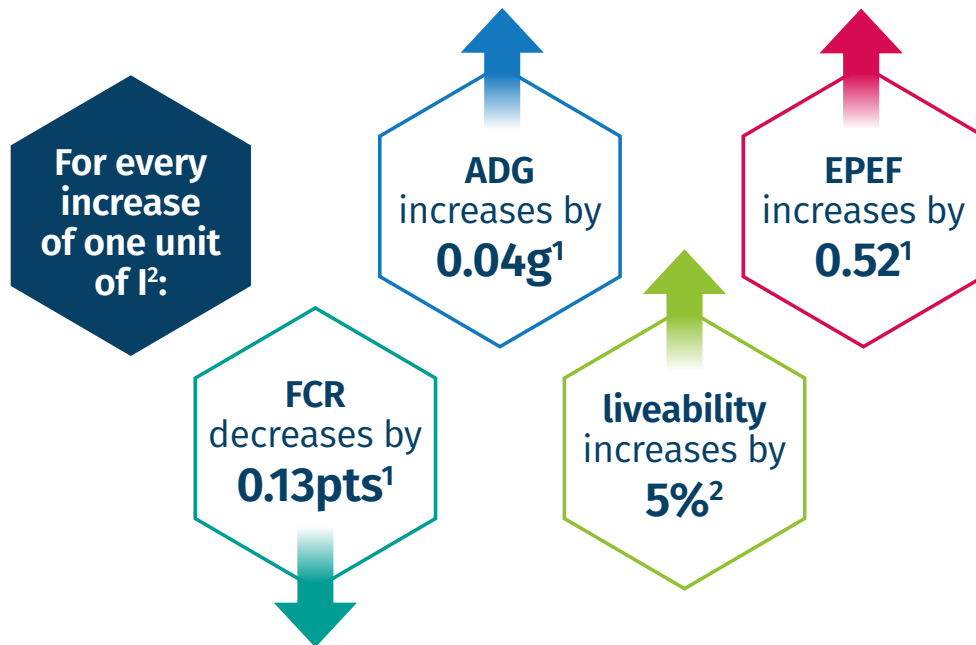 For every
increase
of one unit
of I²:
ADG
increases by
0.04g¹
EPEF
increases by
0.52¹
FCR
decreases by
0.13pts¹
liveability
increases by
5%²